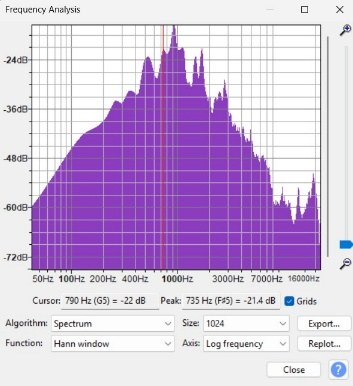 Frequency Analysis
-24dB
-36dB
-48dB
-60dB
-72dB
50Hz 100Hz 200Hz 400Hz 1000Hz 3000Hz 7000Hz 16000Hz
Cursor: 790 Hz (G5) = -22 dB Peak: 735 Hz (F#5) = -21.4 dB Grids
Algorithm: Spectrum Size: 1024 Export...
Function: Hann window Axis: Log frequency Replot...
Close ?